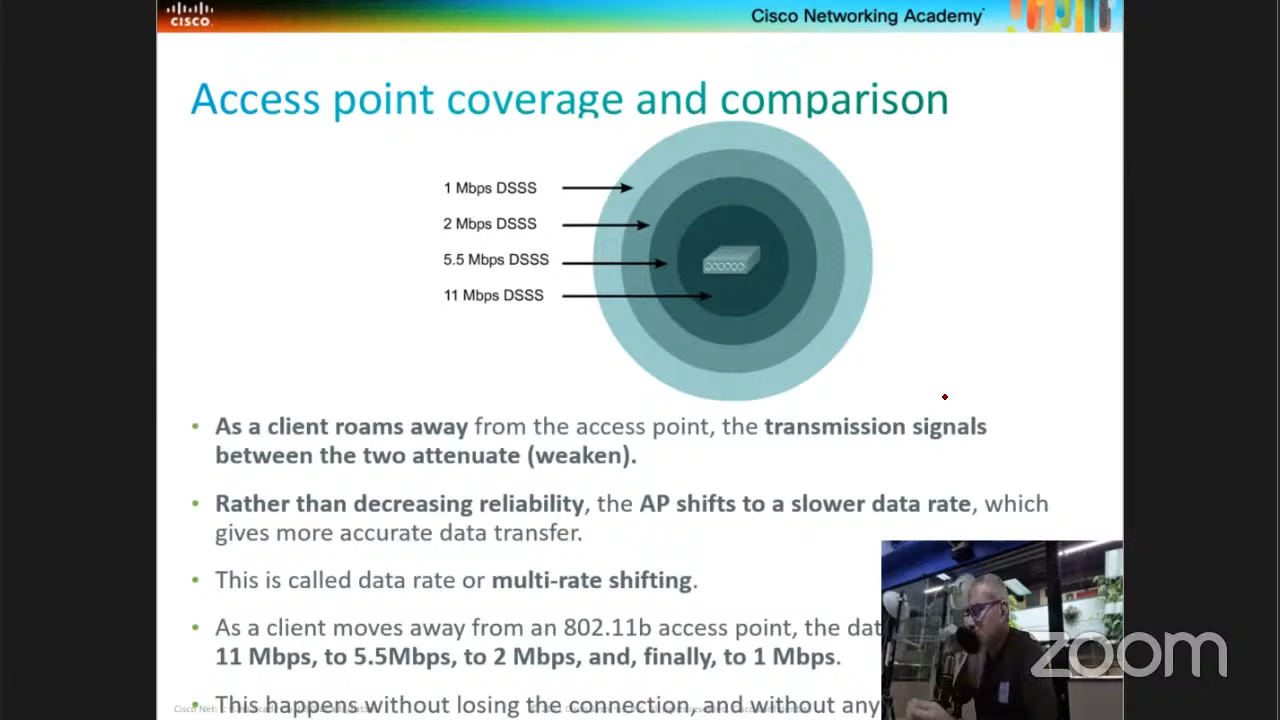 CISCO
Cisco Networking Academy
Access point coverage and comparison
1 Mbps DSSS
2 Mbps DSSS
5.5 Mbps DSSS
11 Mbps DSSS
• As a client roams away from the access point, the transmission signals
between the two attenuate (weaken).
• Rather than decreasing reliability, the AP shifts to a slower data rate, which
gives more accurate data transfer.
• This is called data rate or multi-rate shifting.
• As a client moves away from an 802.11b access point, the dat
11 Mbps, to 5.5Mbps, to 2 Mbps, and, finally, to 1 Mbps.
• This happens without losing the connection, and without any
zoom